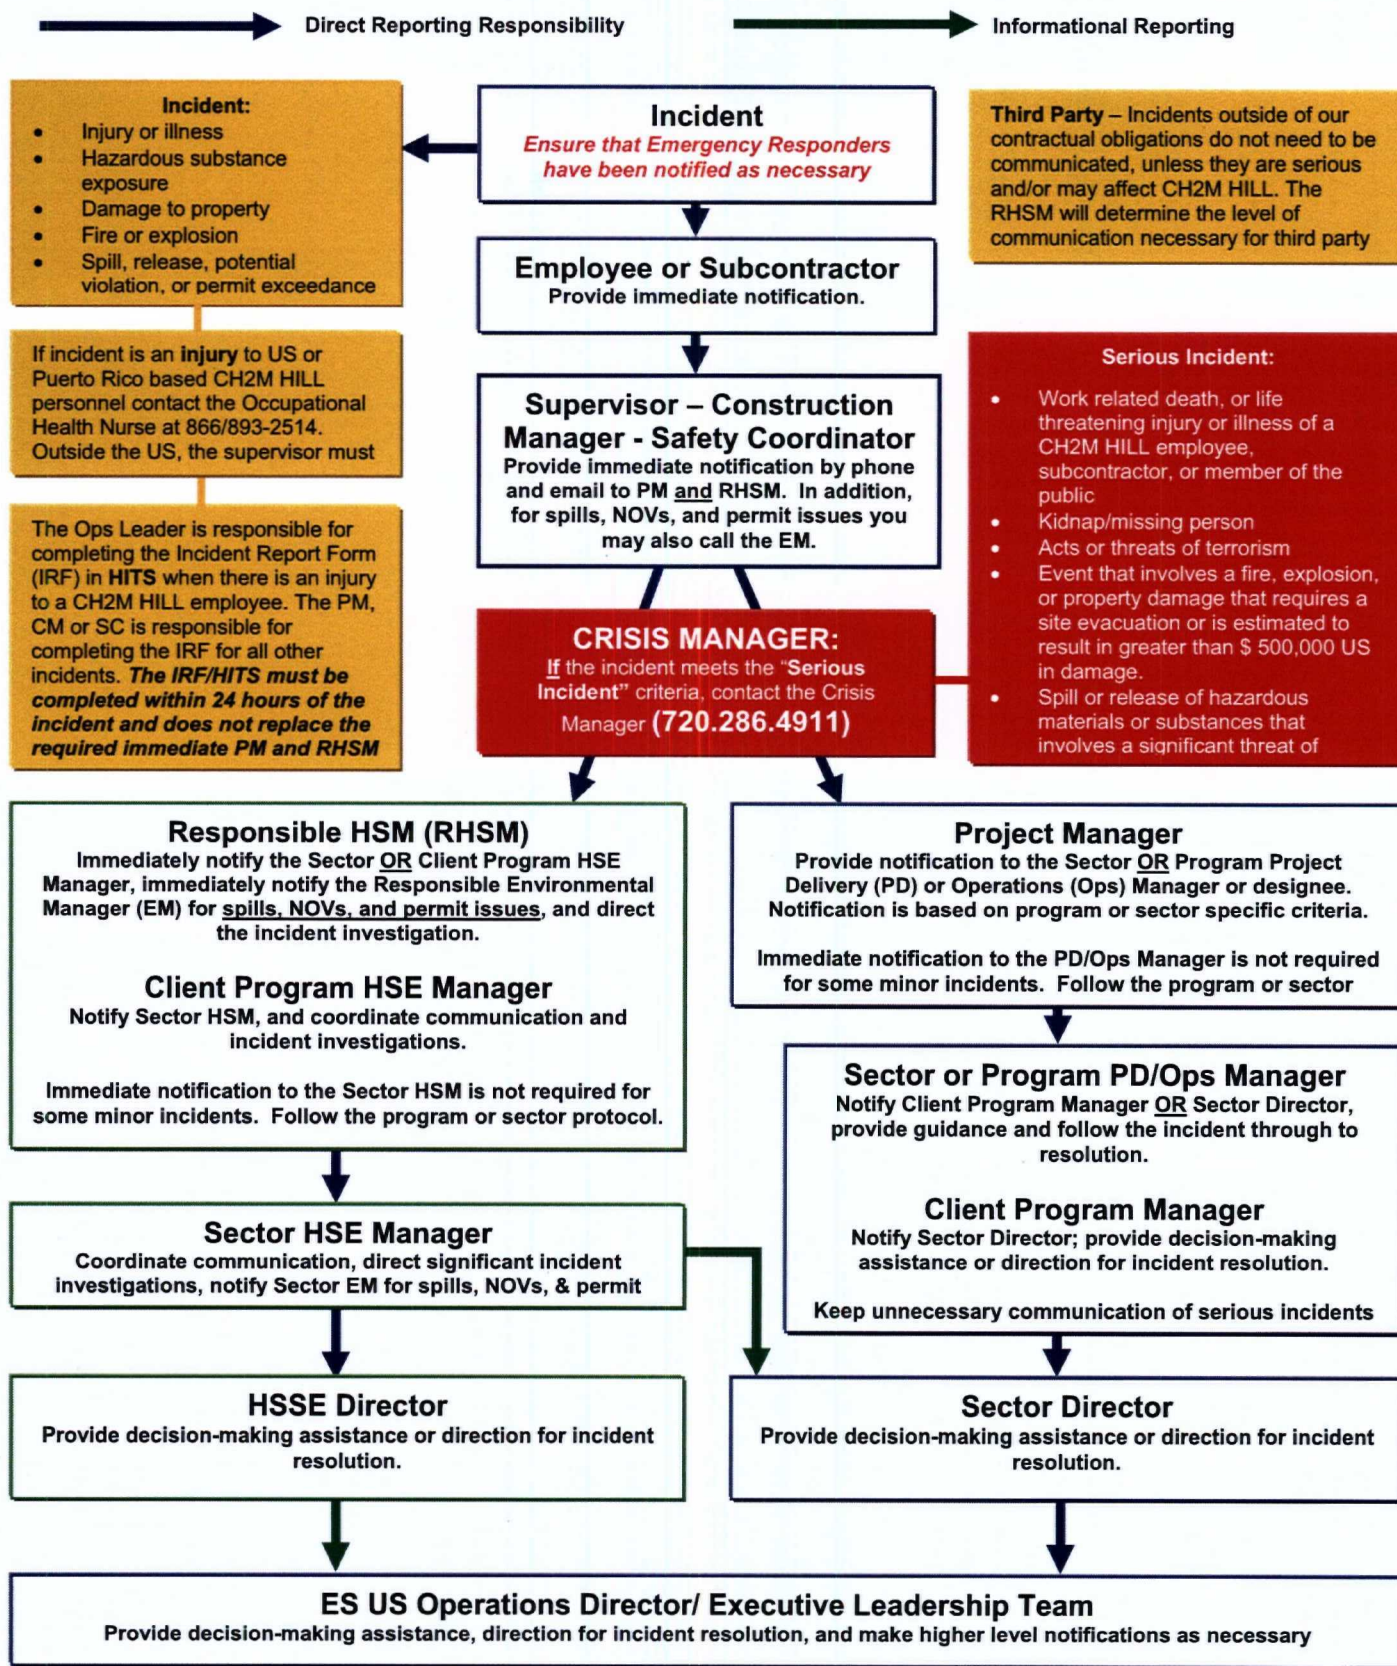 Direct Reporting Responsibility
Informational Reporting
Incident:
• Injury or illness
• Hazardous substance
exposure
• Damage to property
• Fire or explosion
• Spill, release, potential
violation, or permit exceedance
Incident
Ensure that Emergency Responders
have been notified as necessary
Third Party – Incidents outside of our
contractual obligations do not need to be
communicated, unless they are serious
and/or may affect CH2M HILL. The
RHSM will determine the level of
communication necessary for third party
Employee or Subcontractor
Provide immediate notification.
If incident is an injury to US or
Puerto Rico based CH2M HILL
personnel contact the Occupational
Health Nurse at 866/893-2514.
Outside the US, the supervisor must
Supervisor – Construction
Manager - Safety Coordinator
Provide immediate notification by phone
and email to PM and RHSM. In addition,
for spills, NOVs, and permit issues you
may also call the EM.
Serious Incident:
• Work related death, or life
threatening injury or illness of a
CH2M HILL employee,
subcontractor, or member of the
public
• Kidnap/missing person
• Acts or threats of terrorism
• Event that involves a fire, explosion,
or property damage that requires a
site evacuation or is estimated to
result in greater than $ 500,000 US
in damage.
• Spill or release of hazardous
materials or substances that
involves a significant threat of
The Ops Leader is responsible for
completing the Incident Report Form
(IRF) in HITS when there is an injury
to a CH2M HILL employee. The PM,
CM or SC is responsible for
completing the IRF for all other
incidents. The IRF/HITS must be
completed within 24 hours of the
incident and does not replace the
required immediate PM and RHSM
CRISIS MANAGER:
If the incident meets the "Serious
Incident" criteria, contact the Crisis
Manager (720.286.4911)
Responsible HSM (RHSM)
Immediately notify the Sector OR Client Program HSE
Manager, immediately notify the Responsible Environmental
Manager (EM) for spills, NOVs, and permit issues, and direct
the incident investigation.
Client Program HSE Manager
Notify Sector HSM, and coordinate communication and
incident investigations.
Immediate notification to the Sector HSM is not required for
some minor incidents. Follow the program or sector protocol.
Project Manager
Provide notification to the Sector OR Program Project
Delivery (PD) or Operations (Ops) Manager or designee.
Notification is based on program or sector specific criteria.
Immediate notification to the PD/Ops Manager is not required
for some minor incidents. Follow the program or sector
Sector or Program PD/Ops Manager
Notify Client Program Manager OR Sector Director,
provide guidance and follow the incident through to
resolution.
Client Program Manager
Notify Sector Director; provide decision-making
assistance or direction for incident resolution.
Keep unnecessary communication of serious incidents
Sector HSE Manager
Coordinate communication, direct significant incident
investigations, notify Sector EM for spills, NOVs, & permit
HSSE Director
Provide decision-making assistance or direction for incident
resolution.
Sector Director
Provide decision-making assistance or direction for incident
resolution.
ES US Operations Director/ Executive Leadership Team
Provide decision-making assistance, direction for incident resolution, and make higher level notifications as necessary